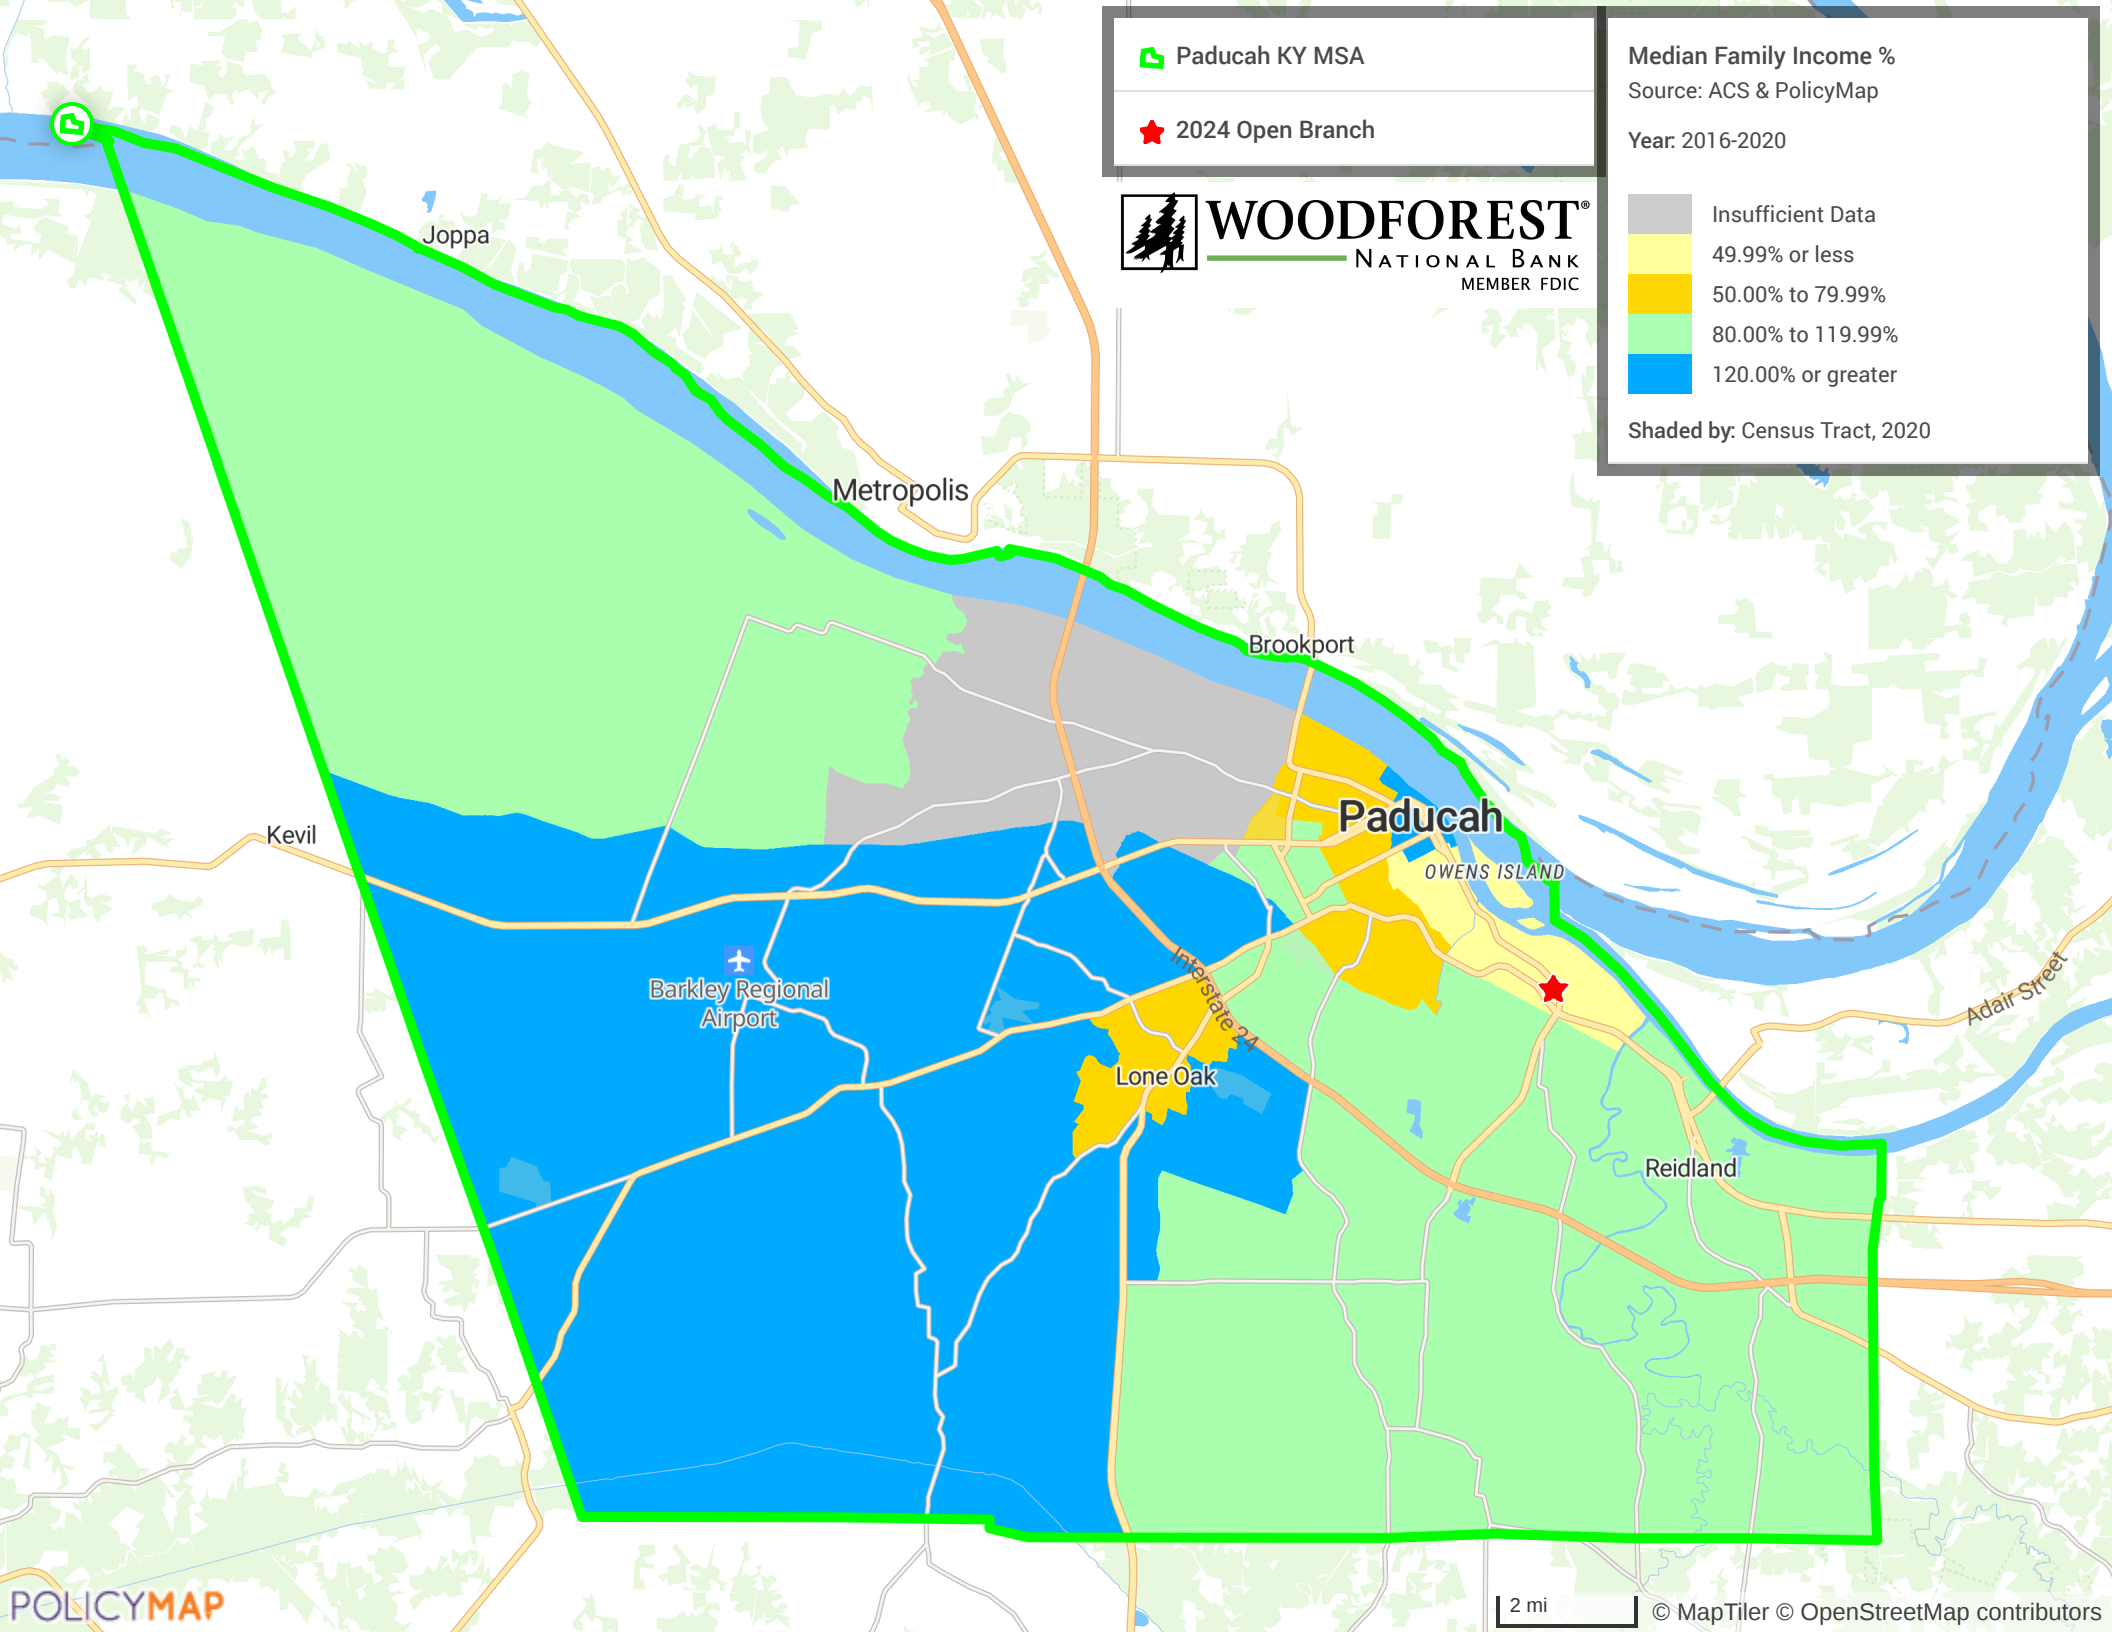 Paducah KY MSA
2024 Open Branch
WOODFOREST®
NATIONAL BANK
MEMBER FDIC
Median Family Income %
Source: ACS & PolicyMap
Year: 2016-2020
Insufficient Data
49.99% or less
50.00% to 79.99%
80.00% to 119.99%
120.00% or greater
Shaded by: Census Tract, 2020
Joppa
Metropolis
Brookport
Paducah
Kevil
OWENS ISLAND
Barkley Regional
Airport
Interstate 24
Adair Street
Lone Oak
Reidland
POLICYMAP
2 mi
© MapTiler © OpenStreetMap contributors